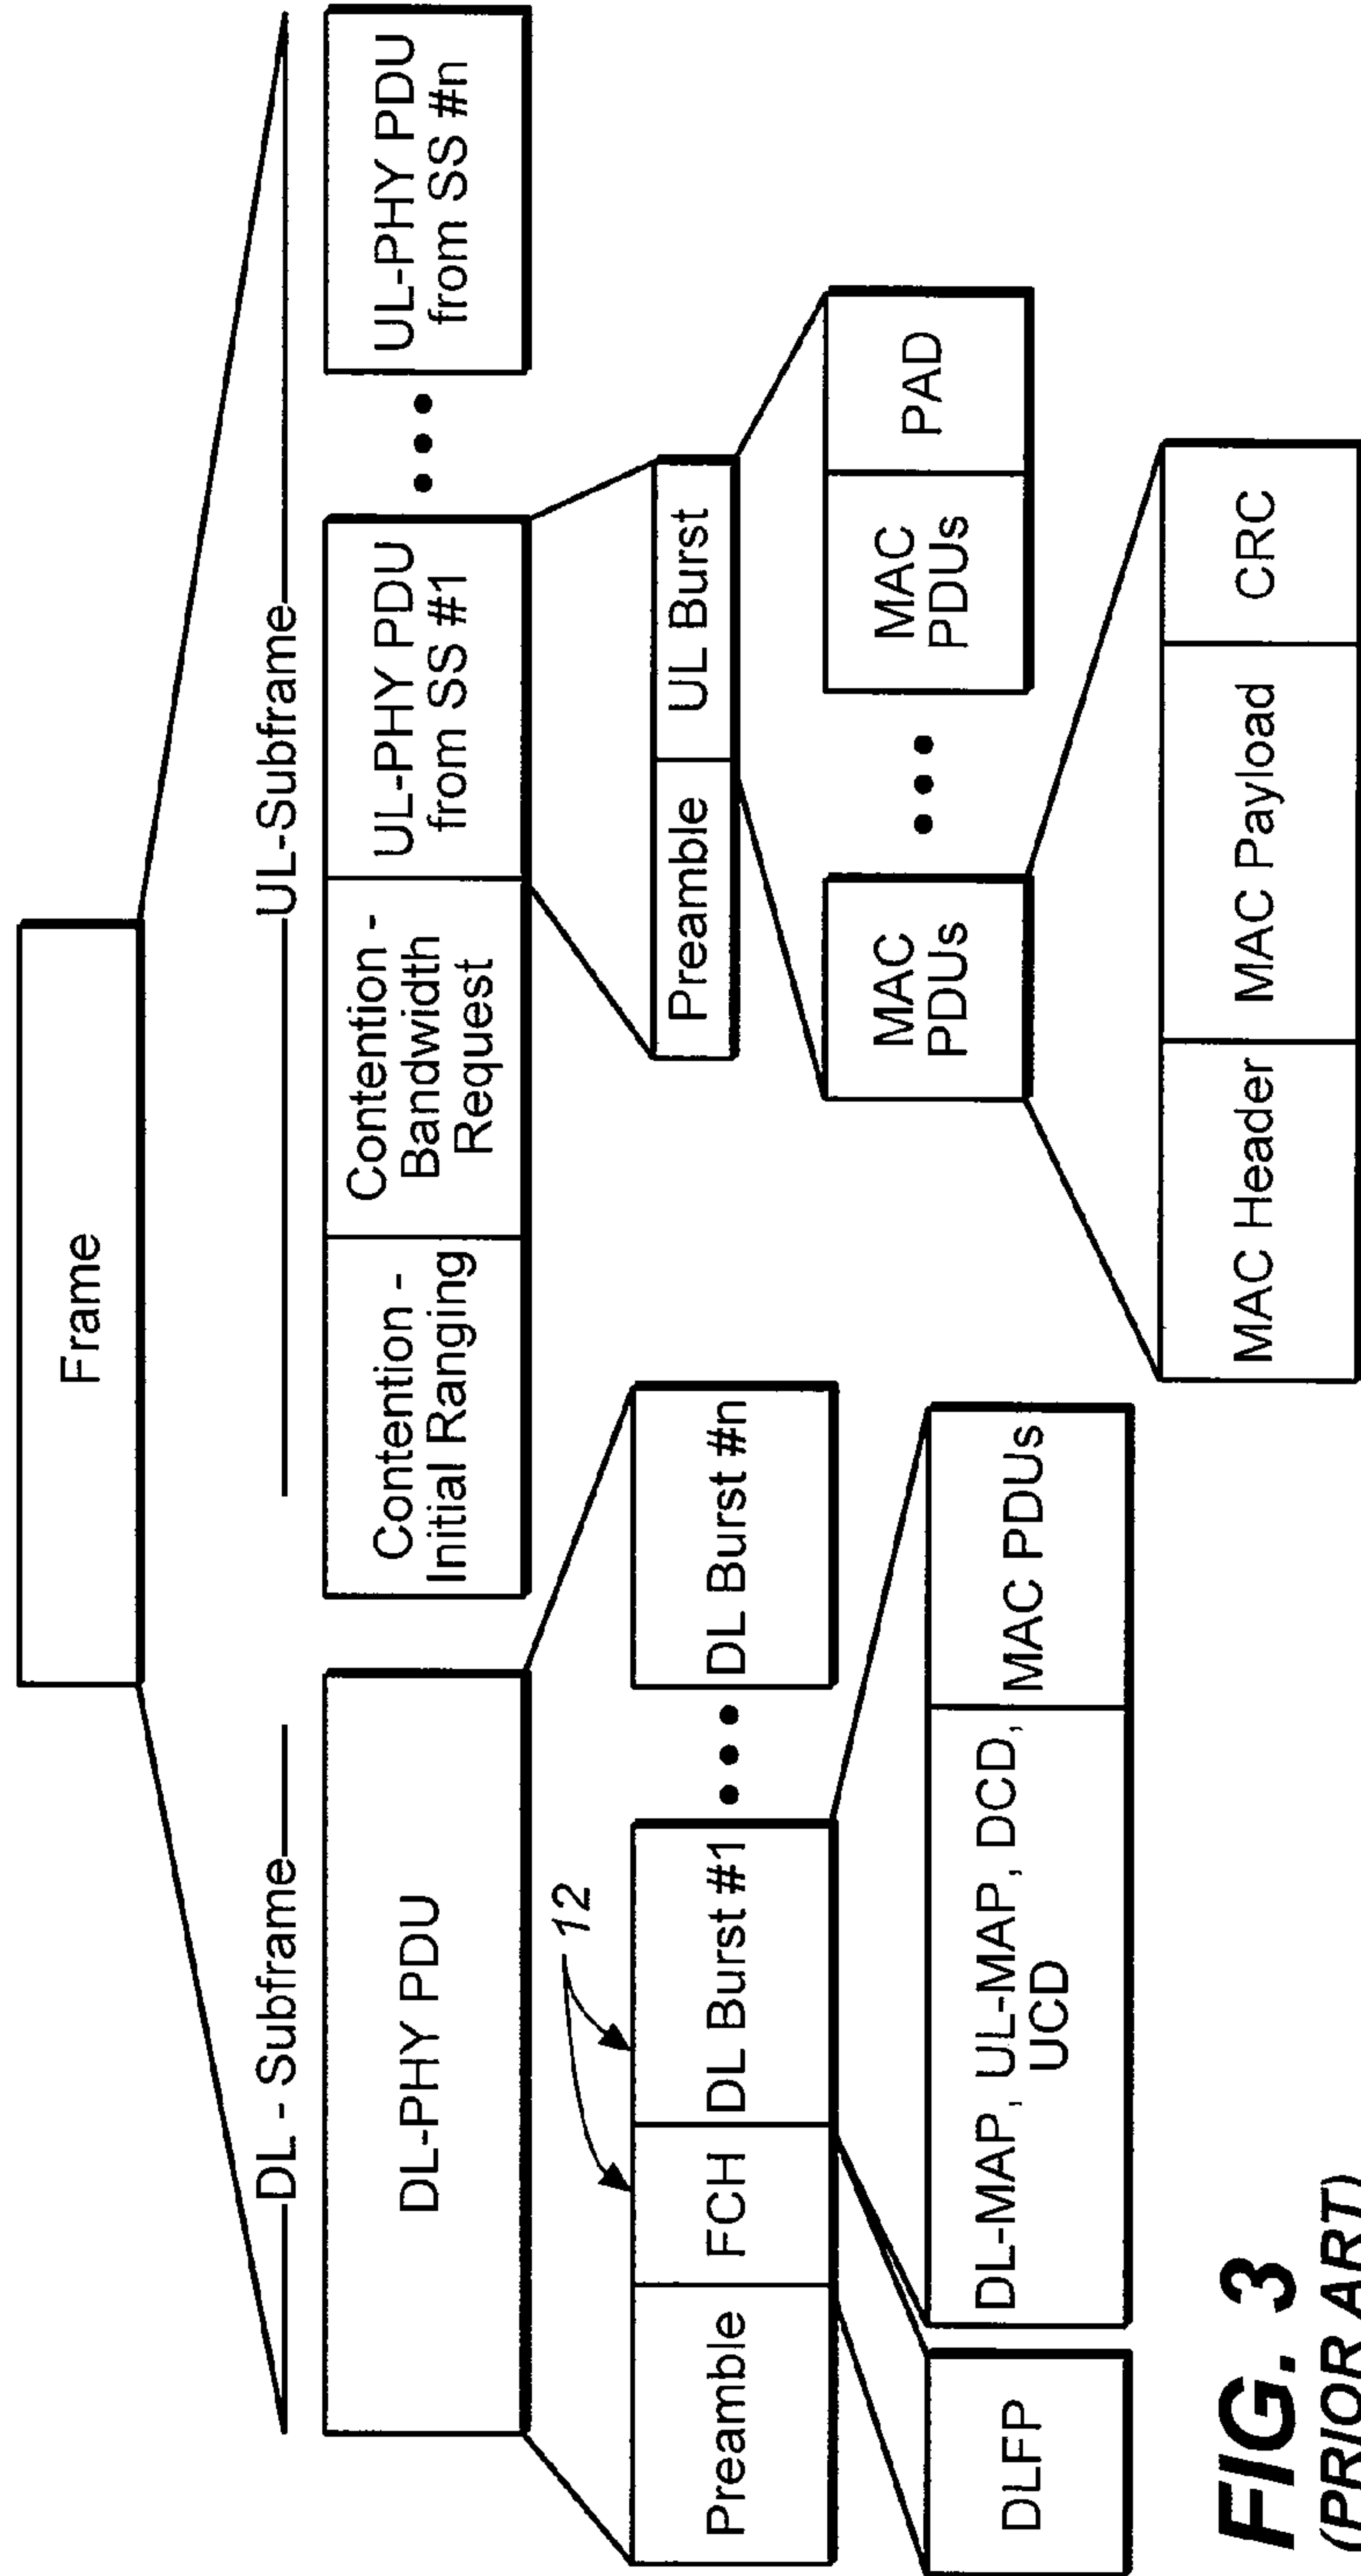 Frame
DL - Subframe
UL-Subframe
DL-PHY PDU
Contention -
Initial Ranging
Contention -
Bandwidth
Request
UL-PHY PDU
from SS #1
UL-PHY PDU
from SS #n
12
Preamble
FCH
DL Burst #1
DL Burst #n
Preamble
UL Burst
DLFP
DL-MAP, UL-MAP, DCD,
UCD
MAC PDUs
MAC
PDUs
MAC
PDUs
PAD
MAC Header
MAC Payload
CRC
FIG. 3
(PRIOR ART)